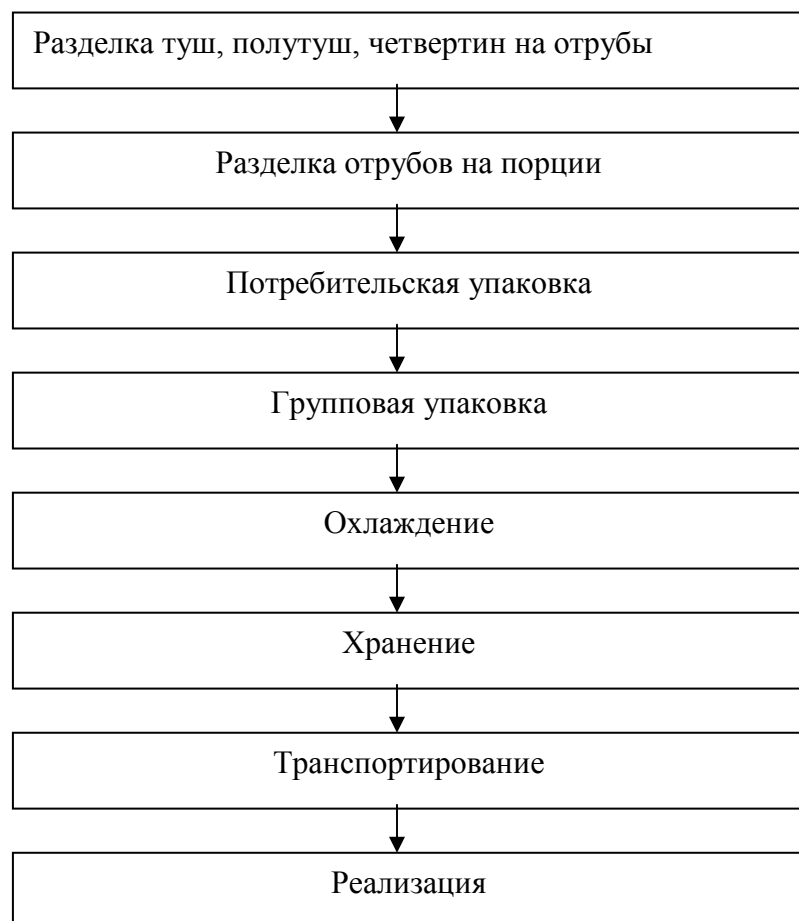 Разделка туш, полутуш, четвертин на отрубы
Разделка отрубов на порции
Потребительская упаковка
Групповая упаковка
Охлаждение
Хранение
Транспортирование
Реализация